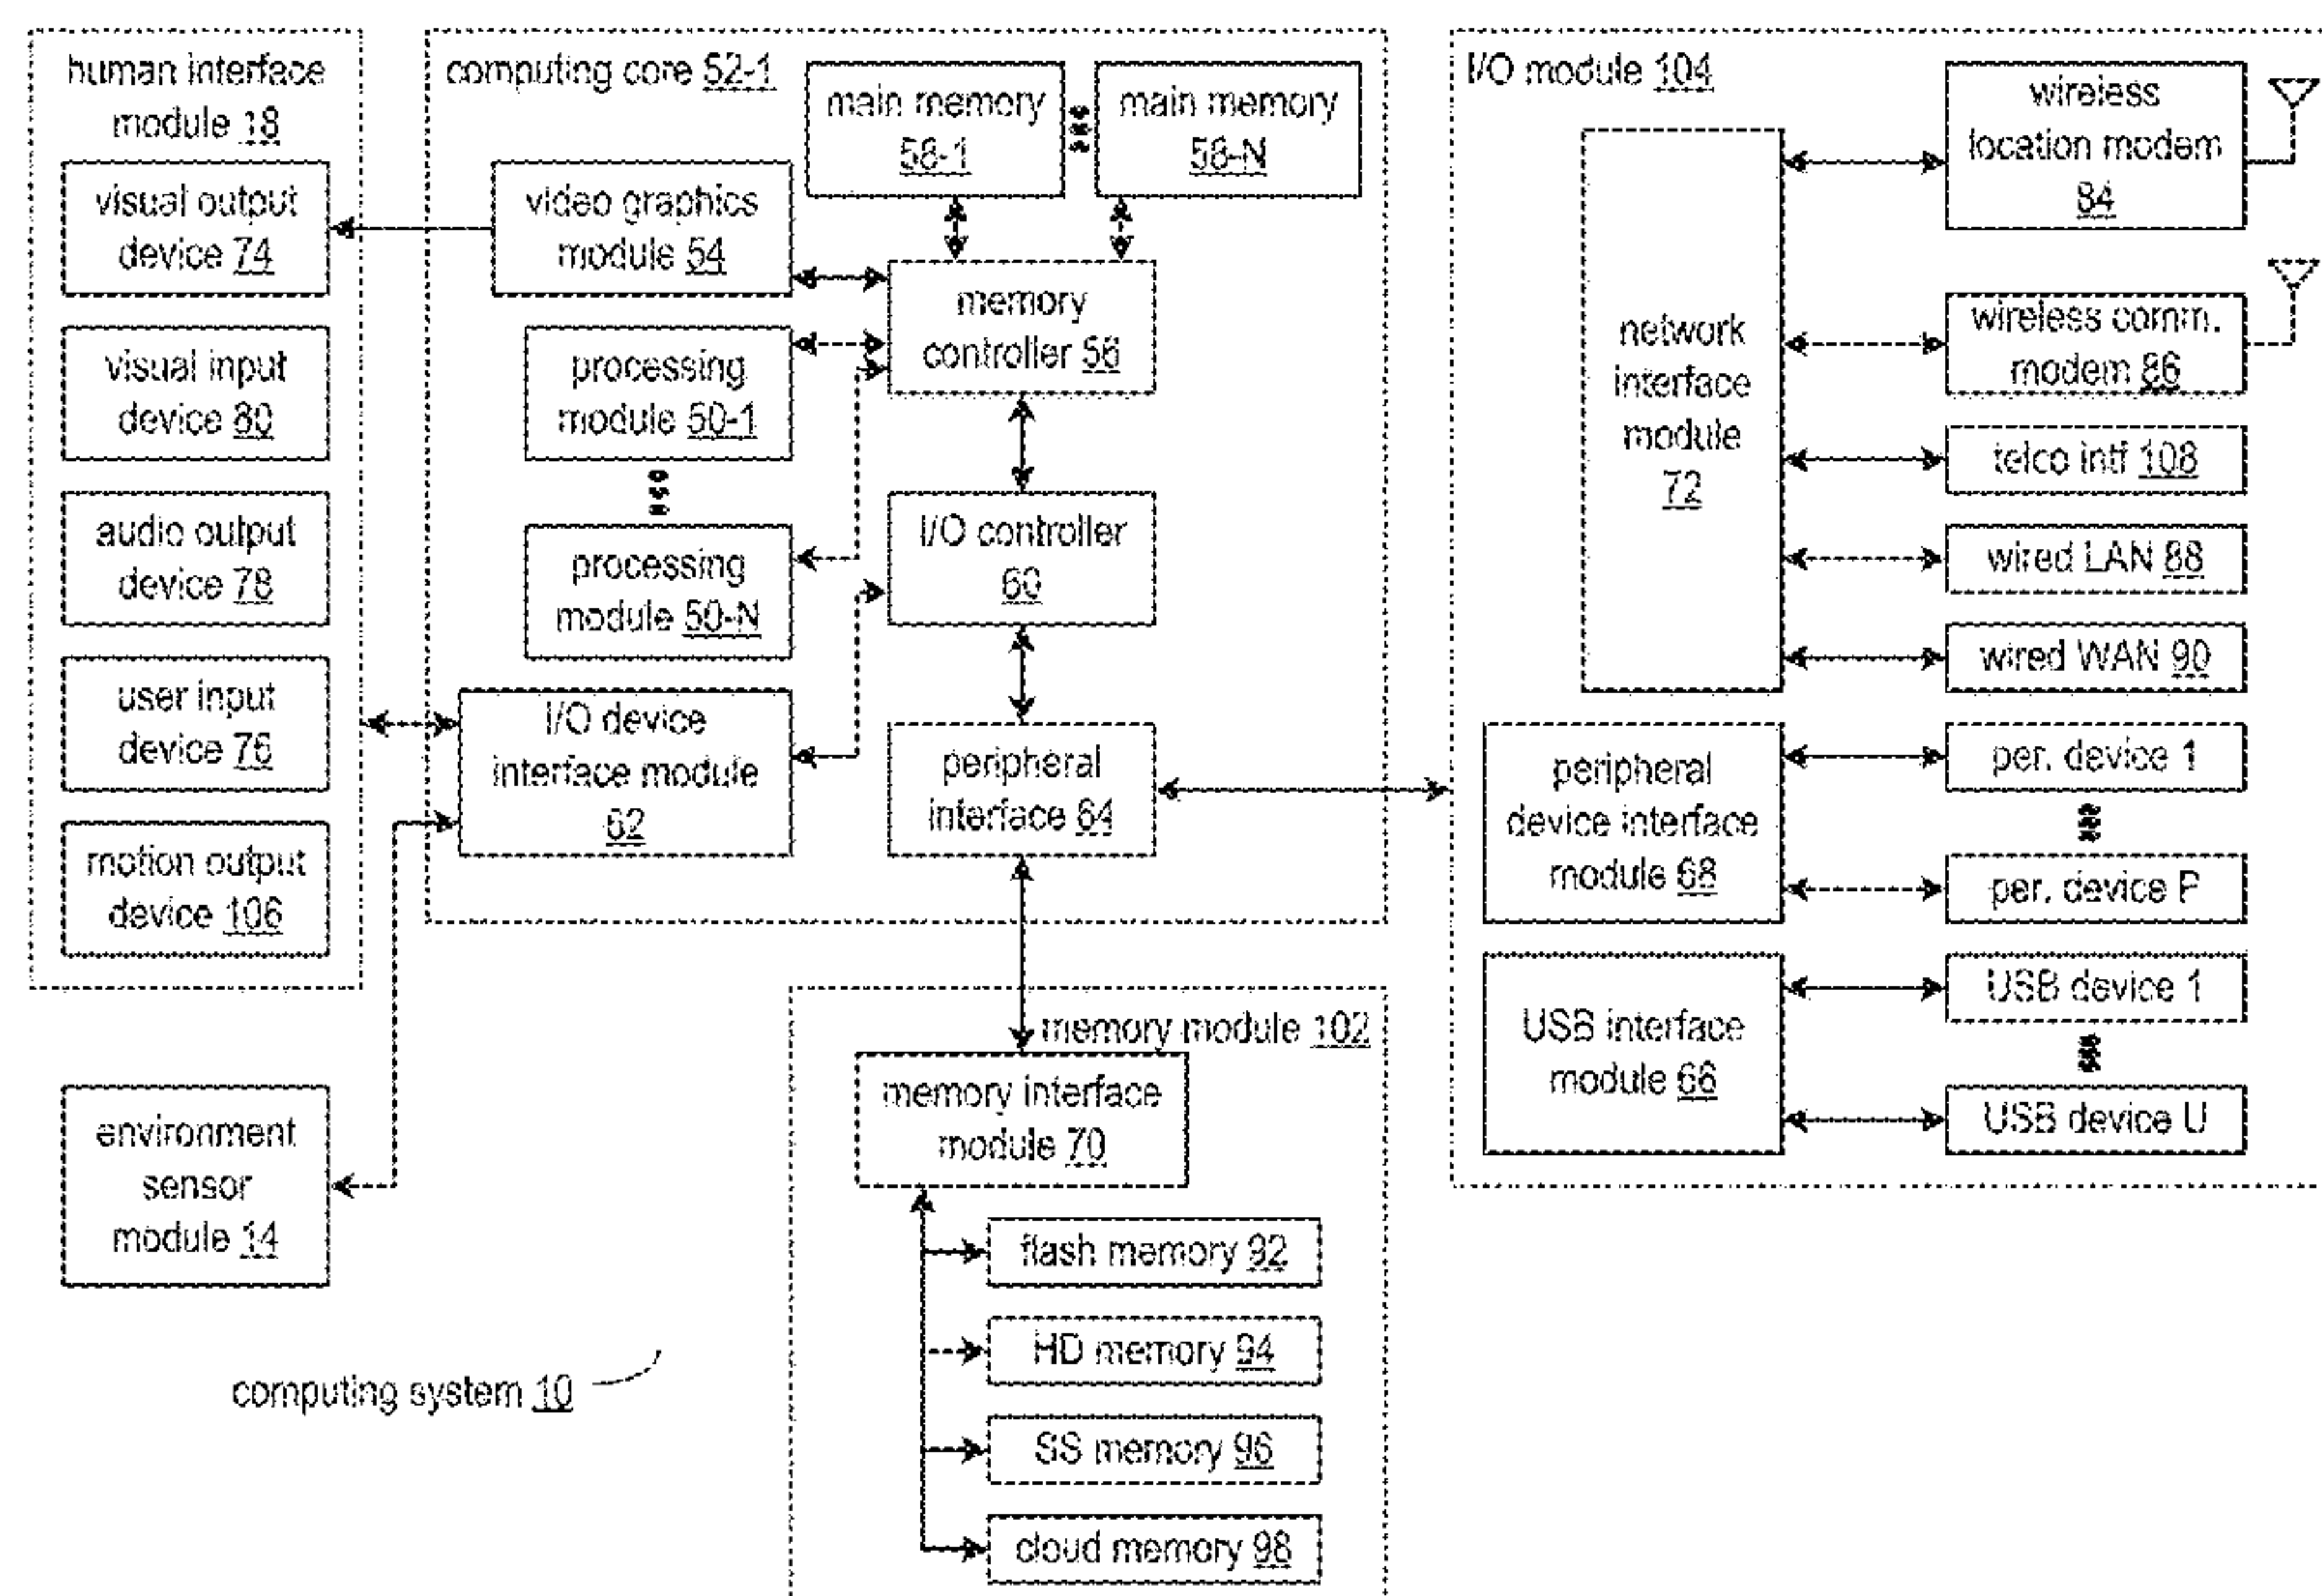 human interface
module 18
visual output
device 74
visual input
device 80
audio output
device 78
user input
device 76
motion output
device 106
environment
sensor
module 14
computing system 10
computing core 52-1
main memory
58-1
main memory
58-N
video graphics
module 54
memory
controller 56
processing
module 50-1
processing
module 50-N
I/O controller
60
I/O device
interface module
62
peripheral
interface 64
memory module 102
memory interface
module 70
flash memory 92
HD memory 94
SS memory 96
cloud memory 98
I/O module 104
network
interface
module
72
wireless
location modem
84
wireless comm.
modem 86
telco intf 108
wired LAN 88
wired WAN 90
peripheral
device interface
module 68
per. device 1
per. device P
USB interface
module 66
USB device 1
USB device U